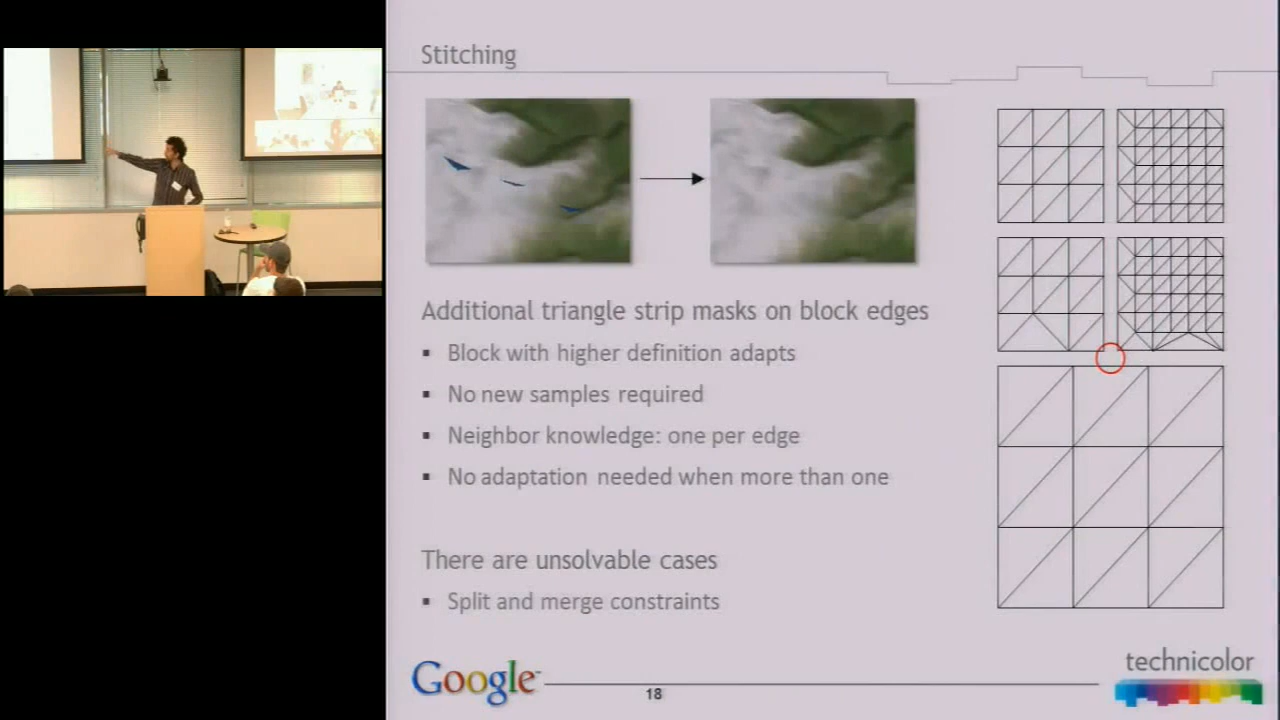 Stitching
Additional triangle strip masks on block edges
▪ Block with higher definition adapts
▪ No new samples required
▪ Neighbor knowledge: one per edge
▪ No adaptation needed when more than one
There are unsolvable cases
▪ Split and merge constraints
Google™
18
technicolor